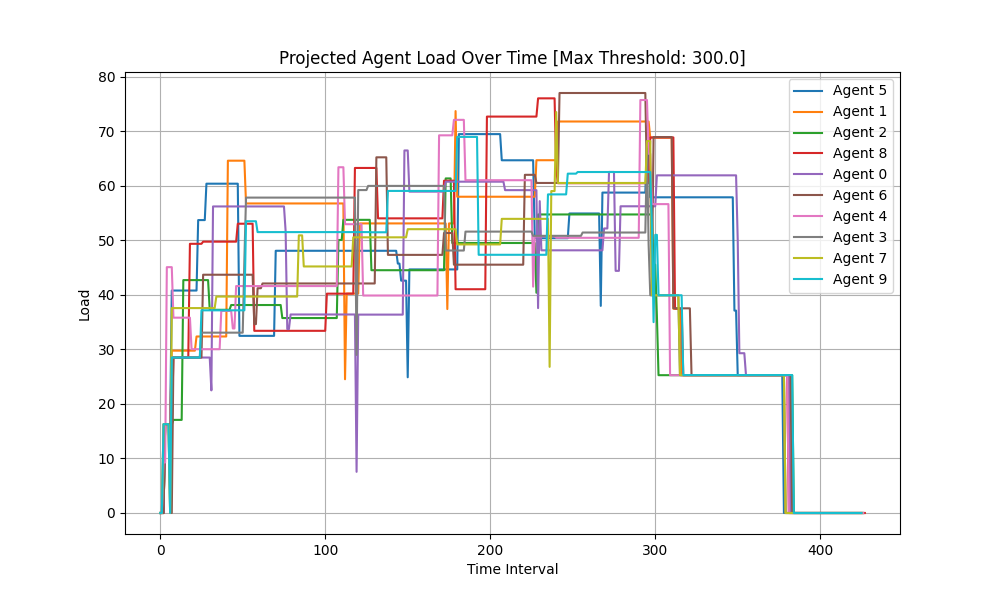 Projected Agent Load Over Time [Max Threshold: 300.0]
80
70
60
50
40
30
20
10
0
Load
0
100
200
300
400
Time Interval
Agent 5
Agent 1
Agent 2
Agent 8
Agent 0
Agent 6
Agent 4
Agent 3
Agent 7
Agent 9